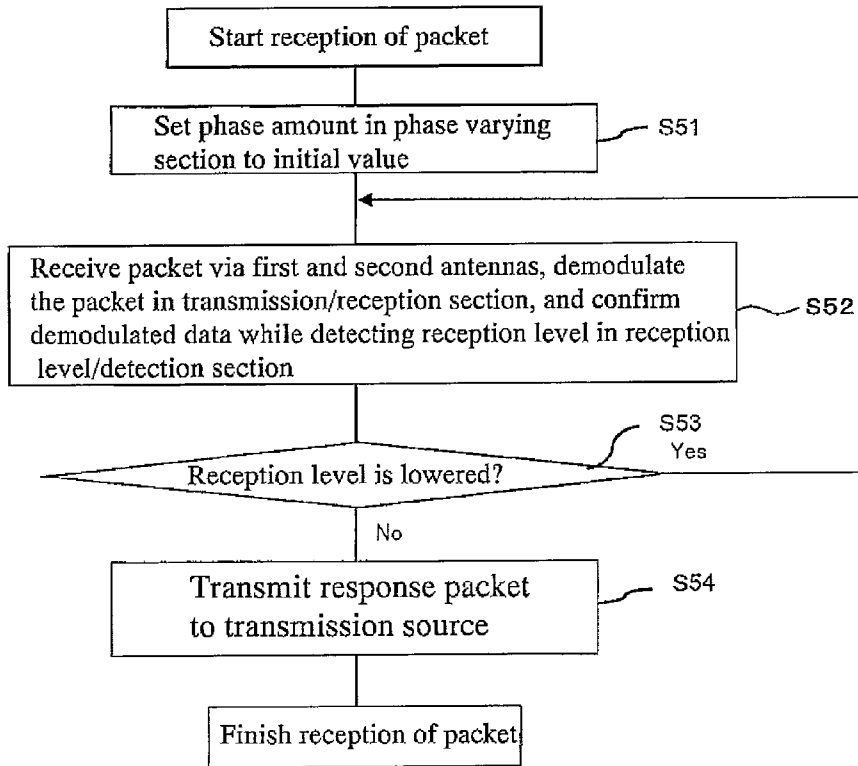 Start reception of packet
Set phase amount in phase varying
section to initial value
S51
Receive packet via first and second antennas, demodulate
the packet in transmission/reception section, and confirm
demodulated data while detecting reception level in reception
level/detection section
S52
S53
Yes
Reception level is lowered?
No
Transmit response packet
to transmission source
S54
Finish reception of packet